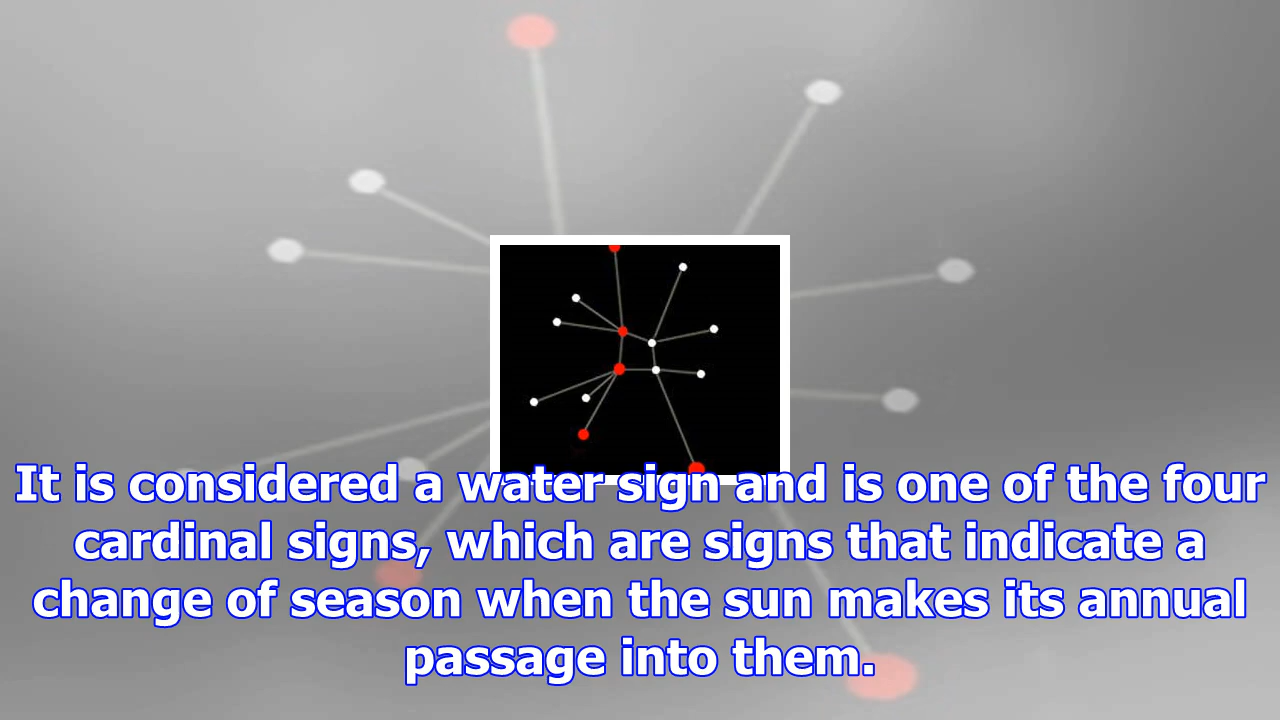 It is considered a water sign and is one of the four
cardinal signs, which are signs that indicate a
change of season when the sun makes its annual
passage into them.